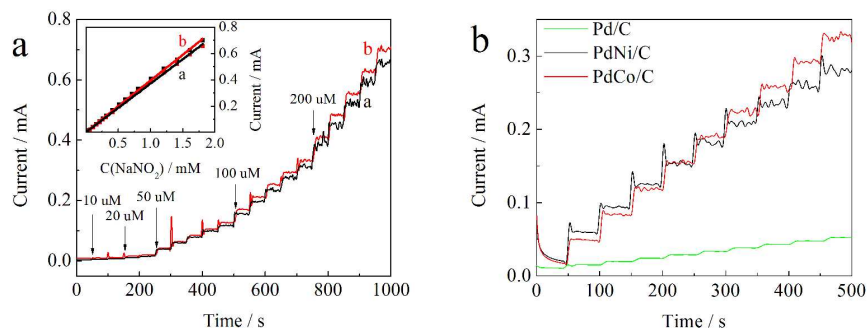 a
0.8
0.6
0.4
0.2
0.0
Current / mA
0 200 400 600 800 1000
Time / s
b
a
0.8
0.6
0.4
0.2
Current / mA
0.5 1.0 1.5 2.0
C(NaNO₂) / mM
10 uM
20 uM
50 uM
100 uM
200 uM
b
a
b
0.3
0.2
0.1
0.0
Current / mA
Pd/C
PdNi/C
PdCo/C
0 100 200 300 400 500
Time / s